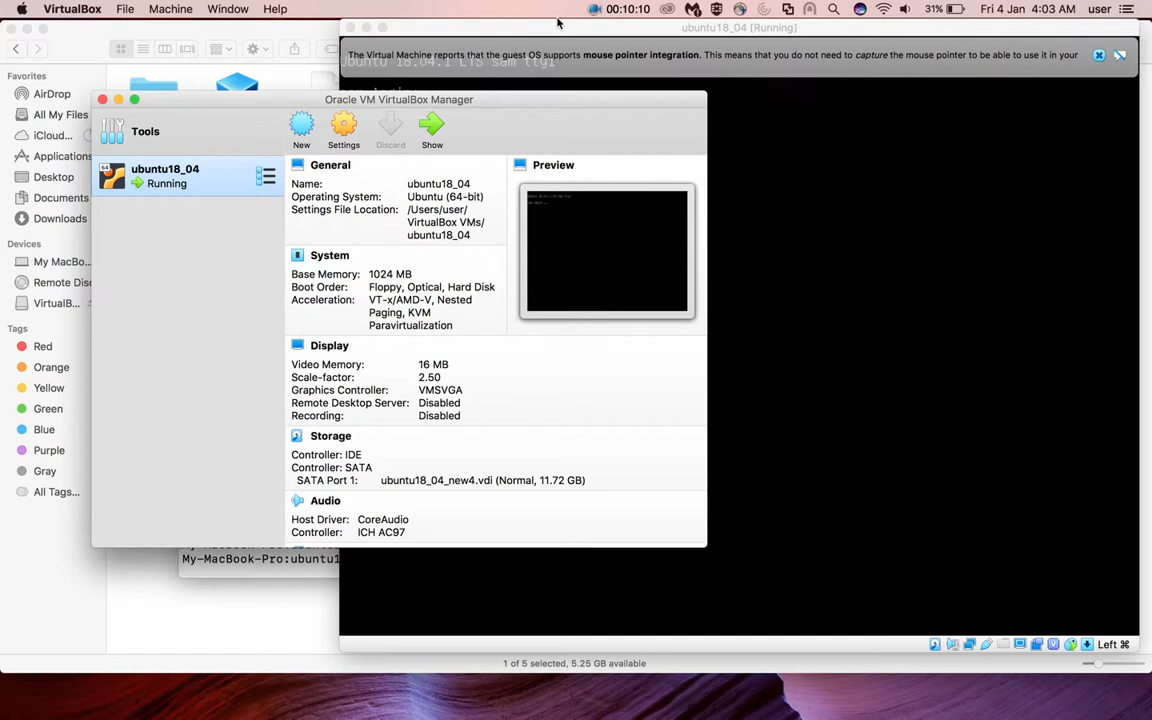 VirtualBox File Machine Window Help 00:10:10 31% Fri 4 Jan 4:03 AM user
ubuntu18_04 [Running]
The Virtual Machine reports that the guest OS supports mouse pointer integration. This means that you do not need to capture the mouse pointer to be able to use it in your
Ubuntu 18.04.1 LTS sam tty1
Favorites
AirDrop
All My Files
iCloud...
Applications
Desktop
Documents
Downloads
Devices
My MacBo...
Remote Disc
VirtualB...
Tags
Red
Orange
Yellow
Green
Blue
Purple
Gray
All Tags...
Oracle VM VirtualBox Manager
Tools
New Settings Discard Show
64
ubuntu18_04
Running
General
Name: ubuntu18_04
Operating System: Ubuntu (64-bit)
Settings File Location: /Users/user/
VirtualBox VMs/
ubuntu18_04
System
Base Memory: 1024 MB
Boot Order: Floppy, Optical, Hard Disk
Acceleration: VT-x/AMD-V, Nested
Paging, KVM
Paravirtualization
Preview
Display
Video Memory: 16 MB
Scale-factor: 2.50
Graphics Controller: VMSVGA
Remote Desktop Server: Disabled
Recording: Disabled
Storage
Controller: IDE
Controller: SATA
SATA Port 1: ubuntu18_04_new4.vdi (Normal, 11.72 GB)
Audio
Host Driver: CoreAudio
Controller: ICH AC97
My-MacBook-Pro:ubuntu1
Left ⌘
1 of 5 selected, 5.25 GB available